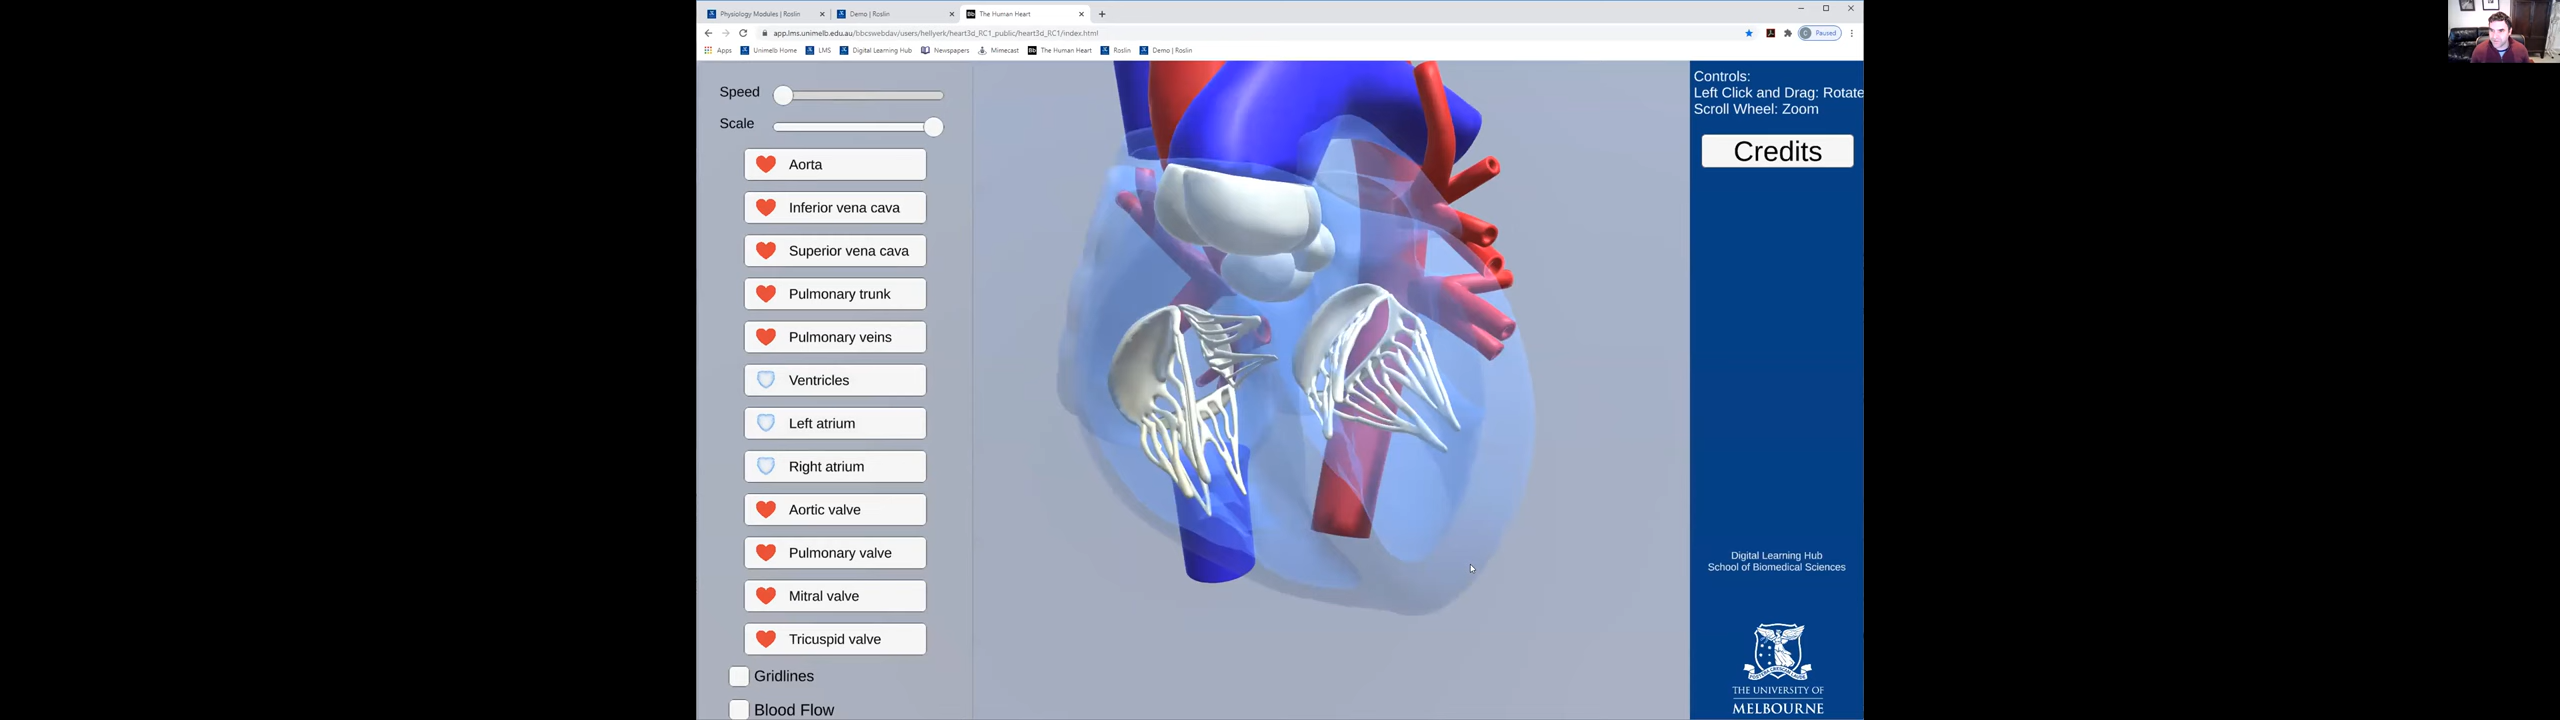 Physiology Modules | Roslin
Demo | Roslin
Bb The Human Heart
app.lms.unimelb.edu.au/bbcswebdav/users/hellyerk/heart3d_RC1_public/heart3d_RC1/index.html
C Paused
Apps Unimelb Home LMS Digital Learning Hub Newspapers Mimecast Bb The Human Heart Roslin Demo | Roslin
Speed
Scale
Aorta
Inferior vena cava
Superior vena cava
Pulmonary trunk
Pulmonary veins
Ventricles
Left atrium
Right atrium
Aortic valve
Pulmonary valve
Mitral valve
Tricuspid valve
Gridlines
Blood Flow
Controls:
Left Click and Drag: Rotate
Scroll Wheel: Zoom
Credits
Digital Learning Hub
School of Biomedical Sciences
THE UNIVERSITY OF
MELBOURNE